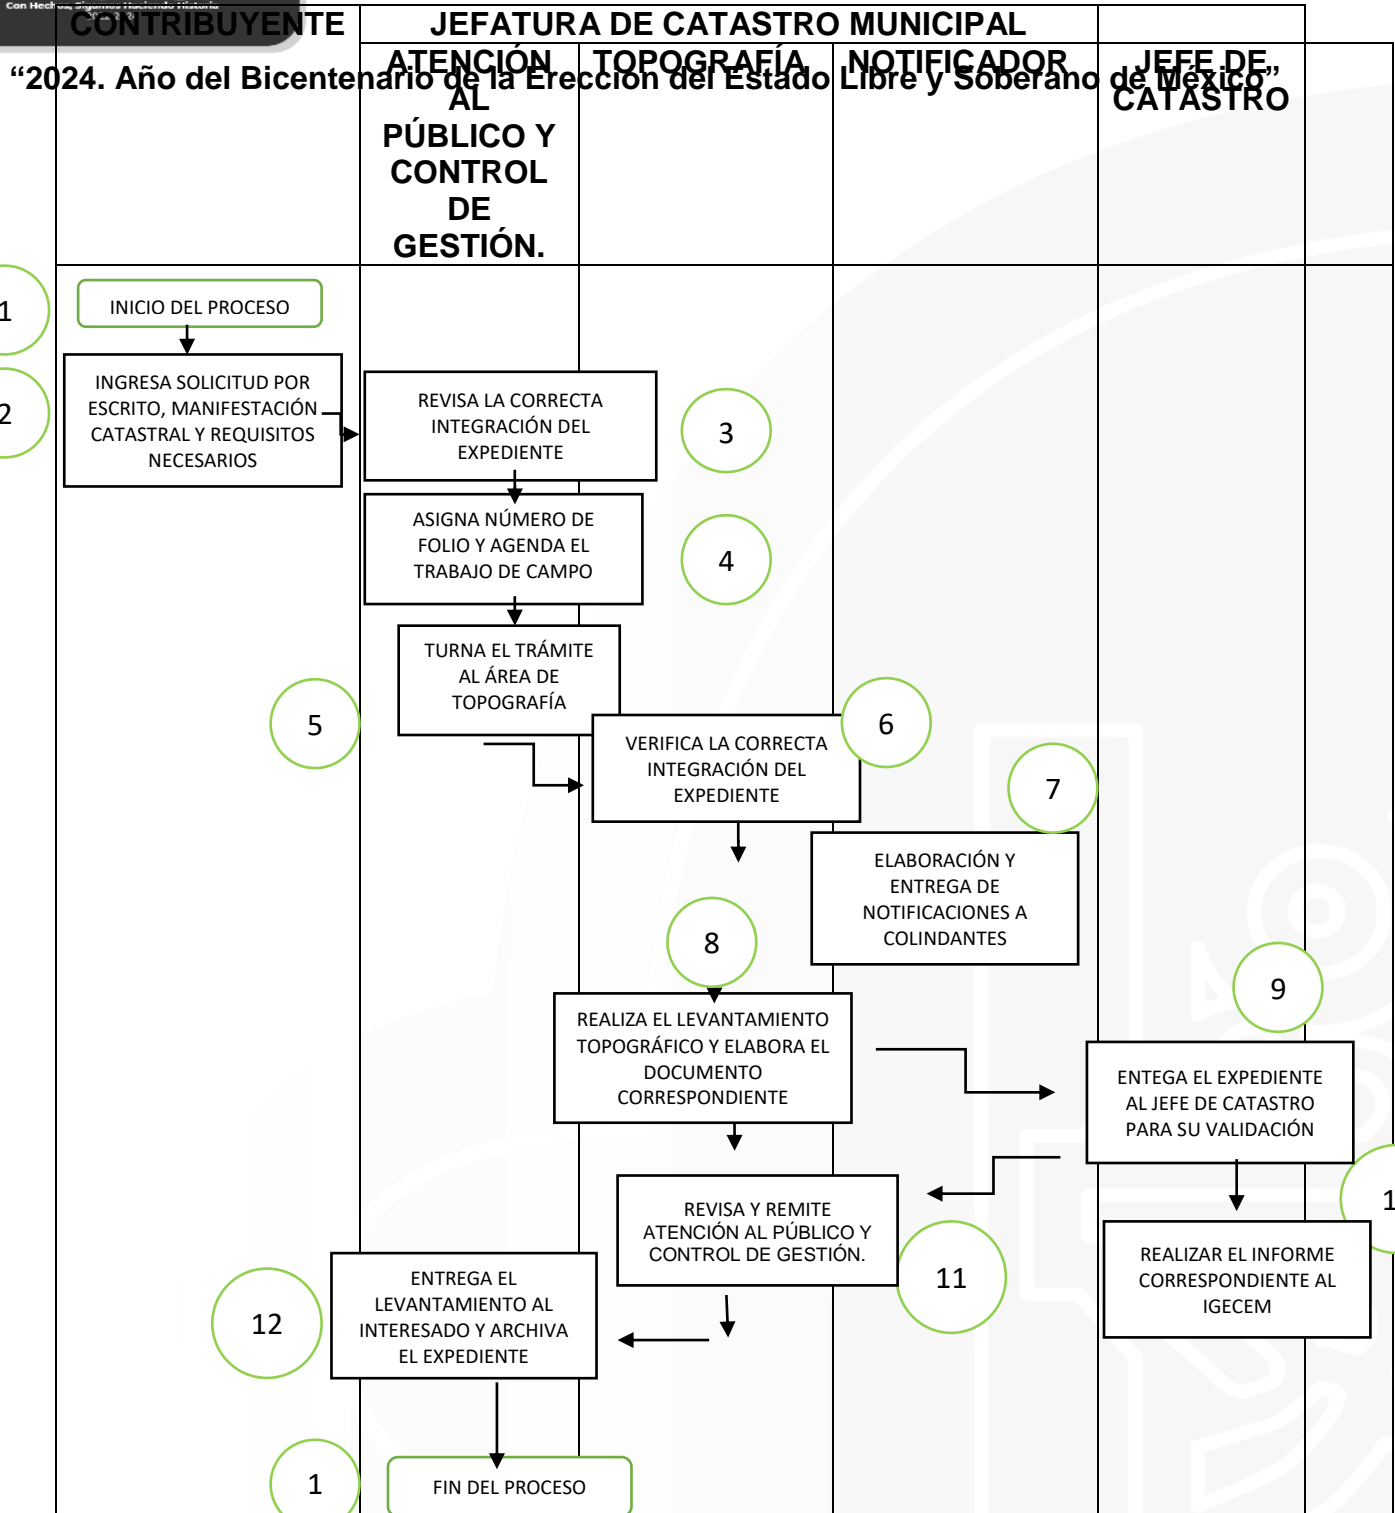 Con Hechos, Sigamos Haciendo Historia
CONTRIBUYENTE
JEFATURA DE CATASTRO MUNICIPAL
“2024. Año del Bicentenario de la Erección del Estado Libre y Soberano de México”
ATENCIÓN
AL
PÚBLICO Y
CONTROL
DE
GESTIÓN.
TOPOGRAFÍA
NOTIFICADOR
JEFE DE
CATASTRO
1
INICIO DEL PROCESO
2
INGRESA SOLICITUD POR
ESCRITO, MANIFESTACIÓN
CATASTRAL Y REQUISITOS
NECESARIOS
REVISA LA CORRECTA
INTEGRACIÓN DEL
EXPEDIENTE
3
ASIGNA NÚMERO DE
FOLIO Y AGENDA EL
TRABAJO DE CAMPO
4
TURNA EL TRÁMITE
AL ÁREA DE
TOPOGRAFÍA
5
VERIFICA LA CORRECTA
INTEGRACIÓN DEL
EXPEDIENTE
6
7
ELABORACIÓN Y
ENTREGA DE
NOTIFICACIONES A
COLINDANTES
8
REALIZA EL LEVANTAMIENTO
TOPOGRÁFICO Y ELABORA EL
DOCUMENTO
CORRESPONDIENTE
9
ENTEGA EL EXPEDIENTE
AL JEFE DE CATASTRO
PARA SU VALIDACIÓN
1
REVISA Y REMITE
ATENCIÓN AL PÚBLICO Y
CONTROL DE GESTIÓN.
11
REALIZAR EL INFORME
CORRESPONDIENTE AL
IGECEM
12
ENTREGA EL
LEVANTAMIENTO AL
INTERESADO Y ARCHIVA
EL EXPEDIENTE
1
FIN DEL PROCESO